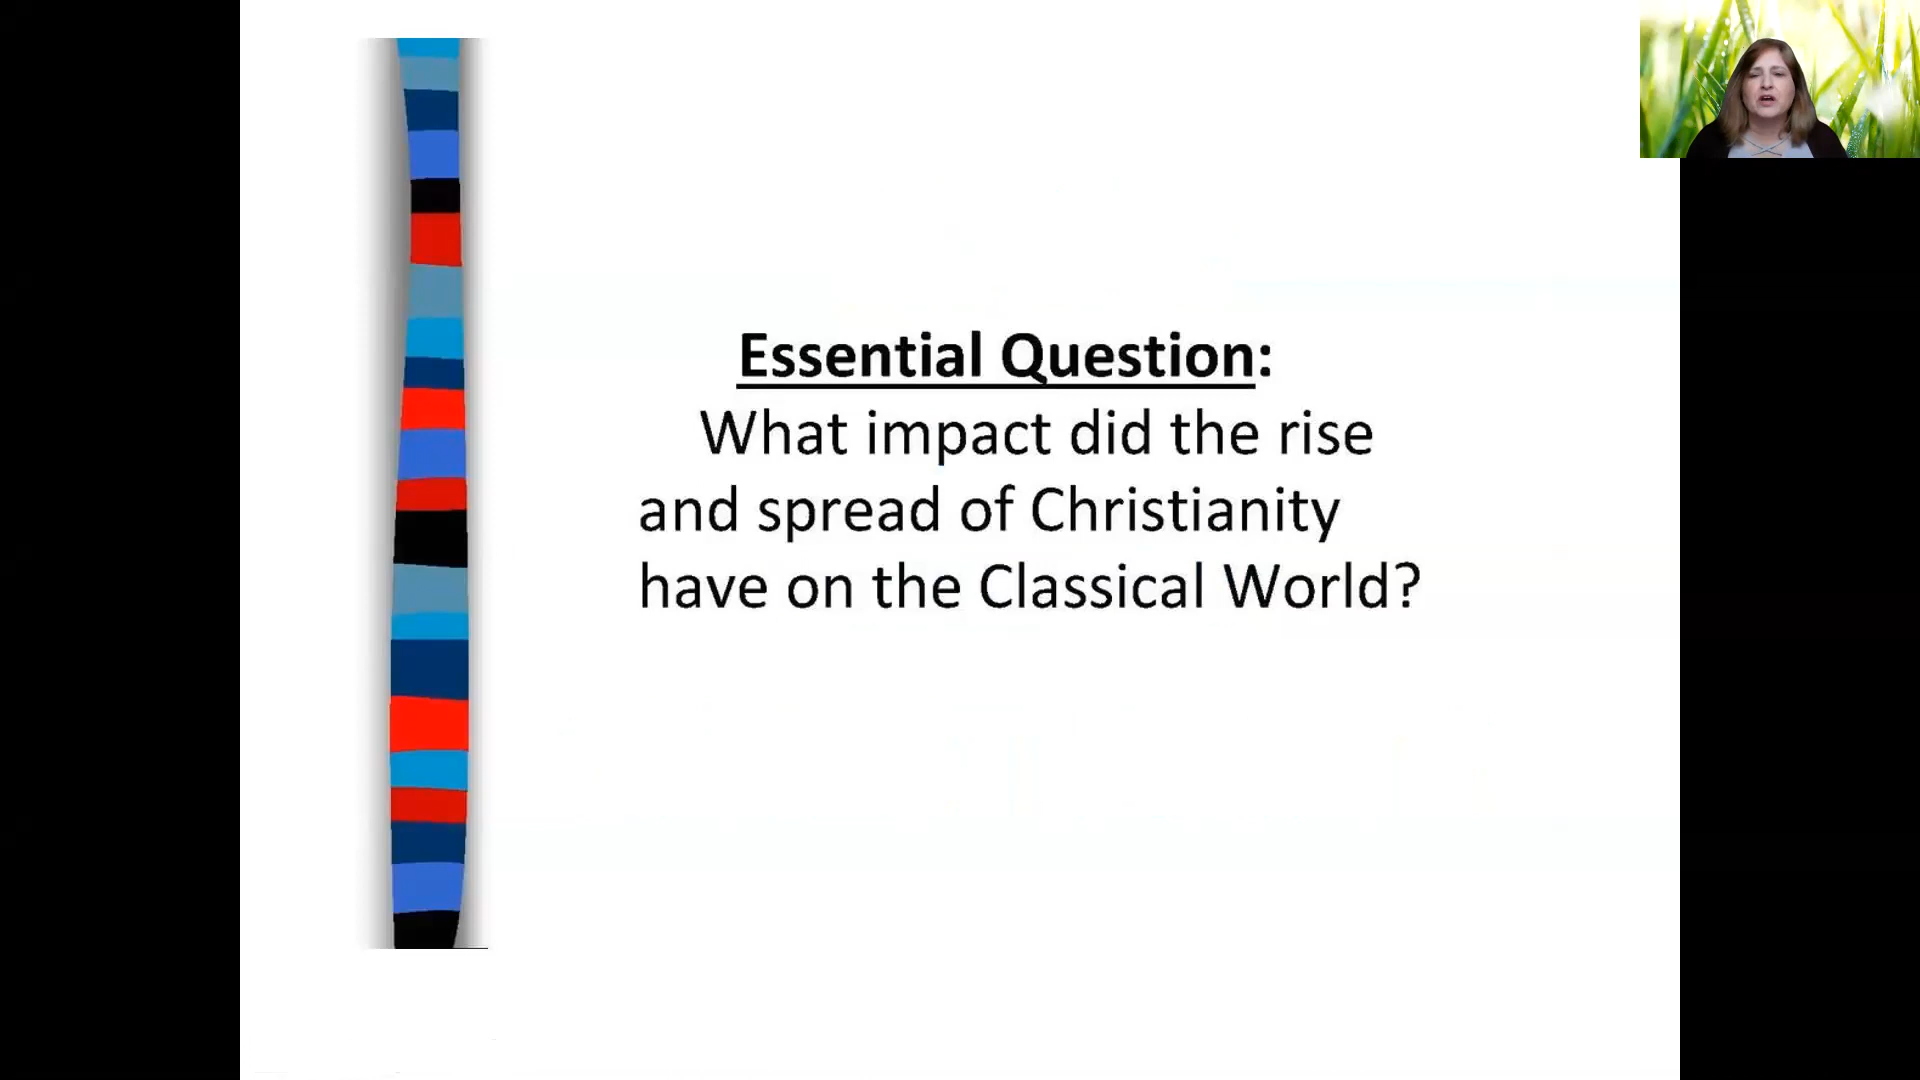 Essential Question:
What impact did the rise
and spread of Christianity
have on the Classical World?